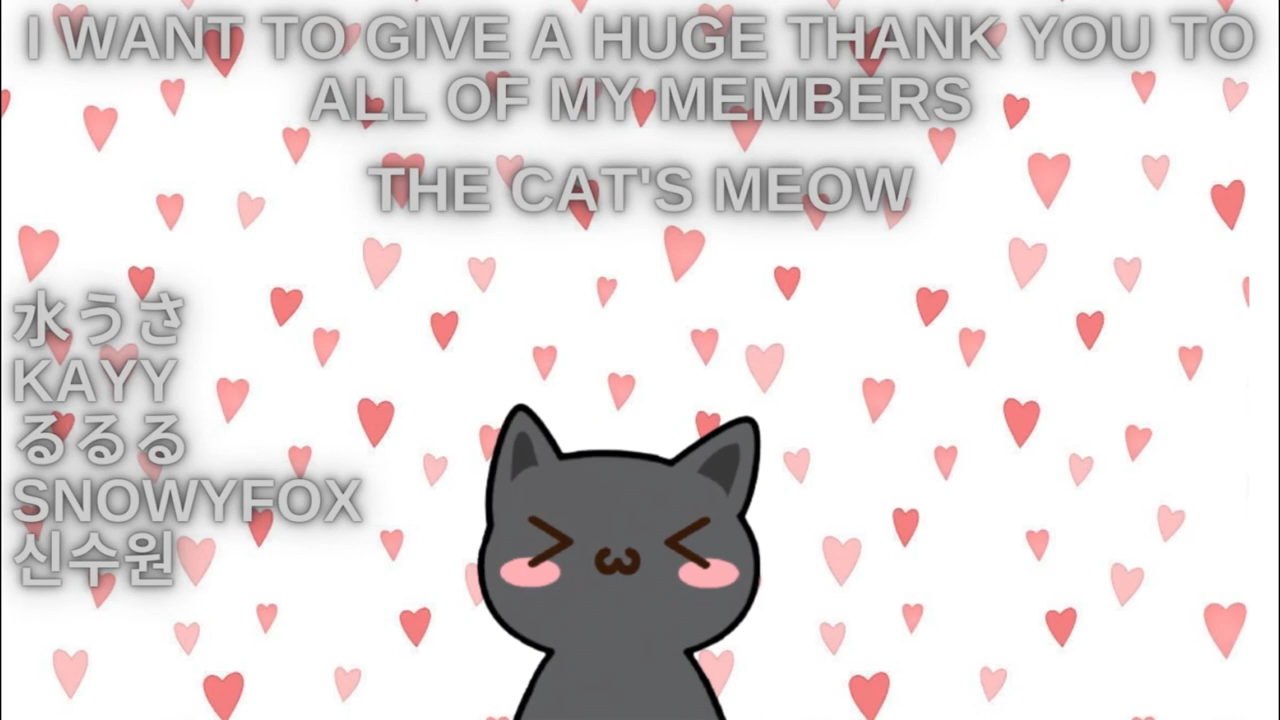 I WANT TO GIVE A HUGE THANK YOU TO
ALL OF MY MEMBERS
THE CAT'S MEOW
水うさ
KAYY
るるる
SNOWYFOX
신수원